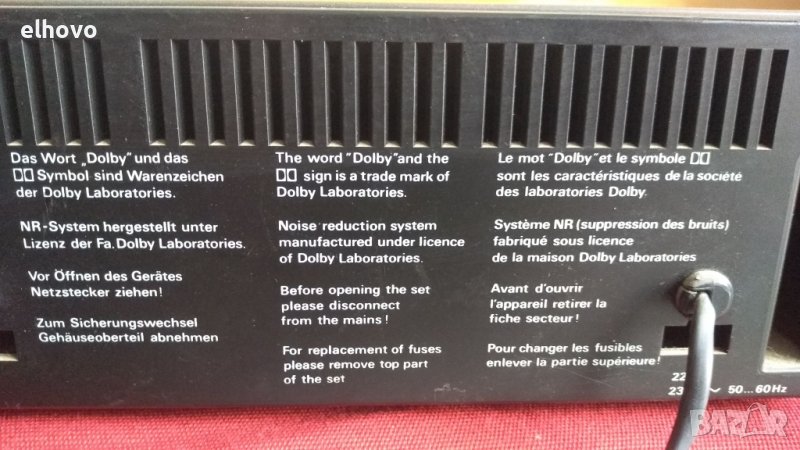 elhovo
Das Wort „Dolby" und das
Symbol sind Warenzeichen
der Dolby Laboratories.
NR-System hergestellt unter
Lizenz der Fa. Dolby Laboratories.
Vor Öffnen des Gerätes
Netzstecker ziehen!
Zum Sicherungswechsel
Gehäuseoberteil abnehmen
The word "Dolby" and the
sign is a trade mark of
Dolby Laboratories.
Noise reduction system
manufactured under licence
of Dolby Laboratories.
Before opening the set
please disconnect
from the mains!
For replacement of fuses
please remove top part
of the set
Le mot "Dolby" et le symbole
sont les caractéristiques de la société
des laboratories Dolby.
Système NR (suppression des bruits)
fabriqué sous licence
de la maison Dolby Laboratories
Avant d'ouvrir
l'appareil retirer la
fiche secteur!
Pour changer les fusibles
enlever la partie supérieure!
~ 50...60Hz
BAZAR